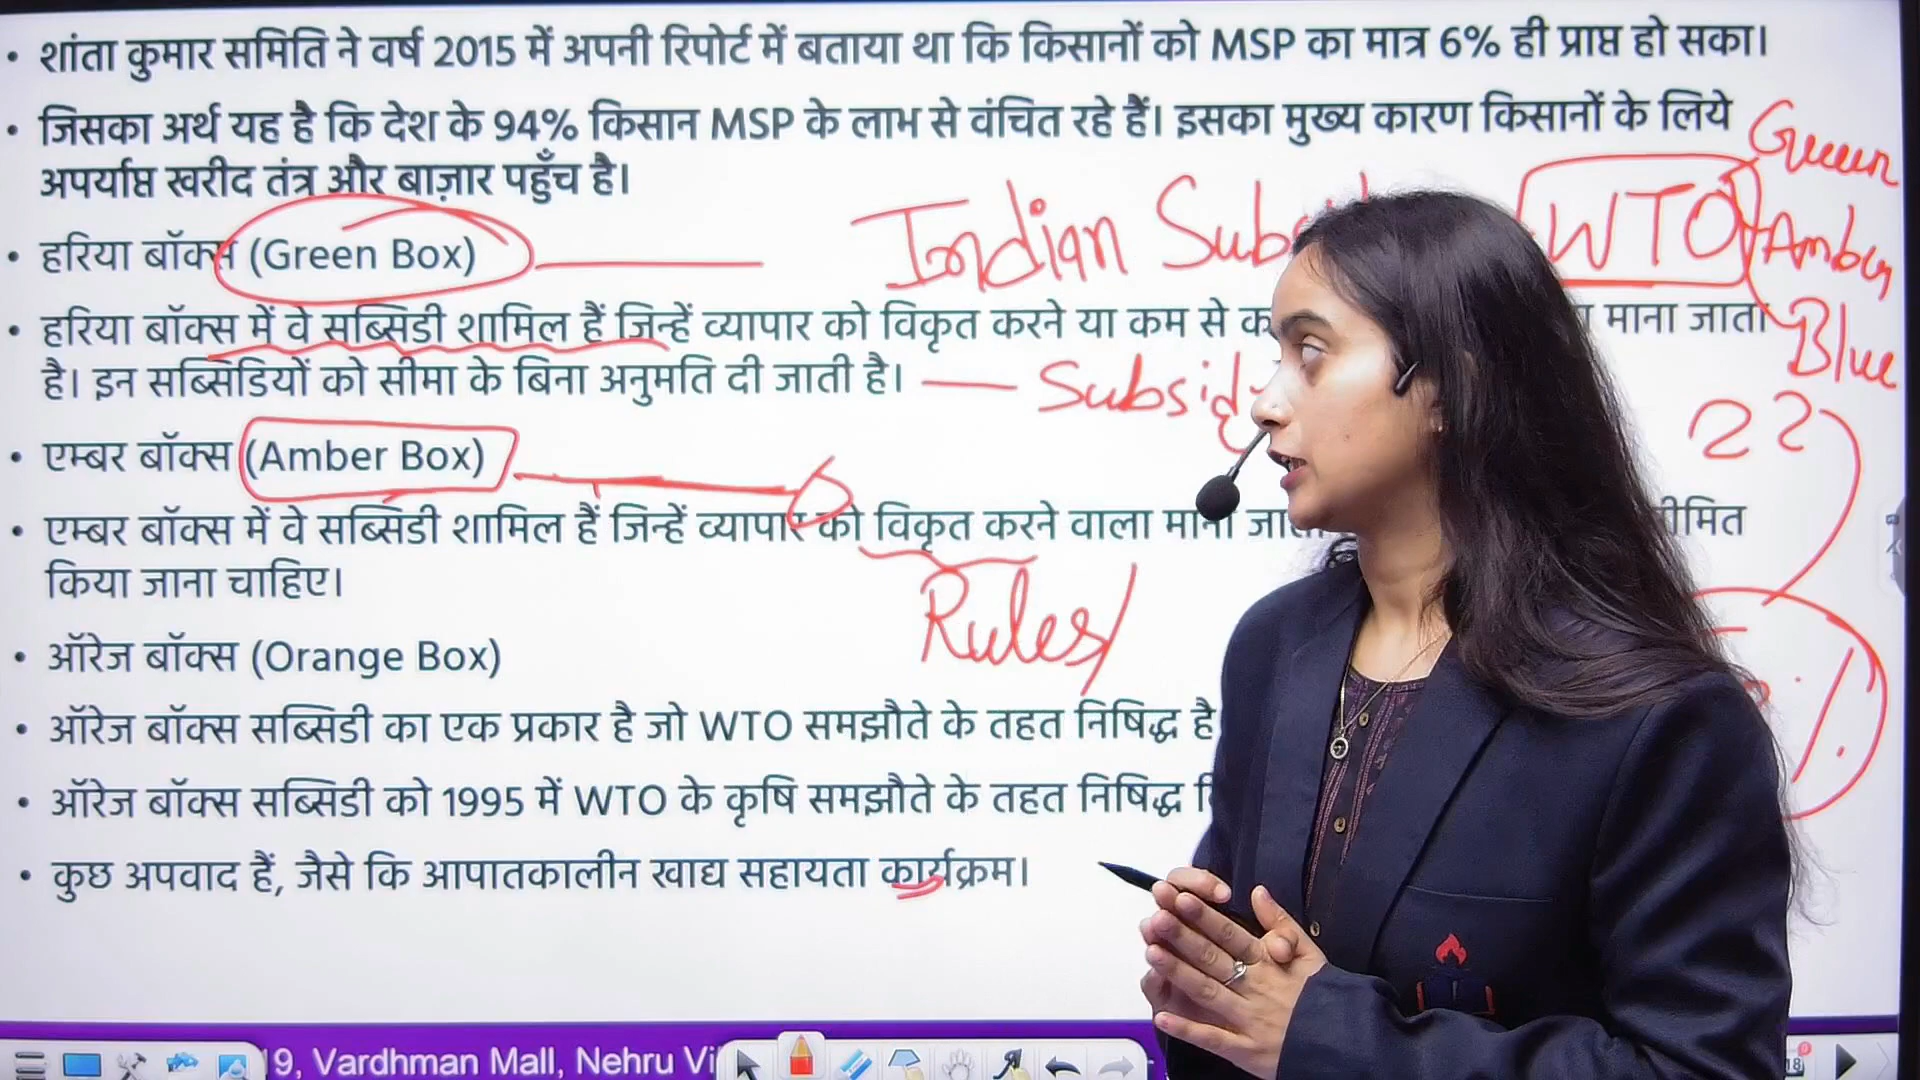 • शांता कुमार समिति ने वर्ष 2015 में अपनी रिपोर्ट में बताया था कि किसानों को MSP का मात्र 6% ही प्राप्त हो सका।
• जिसका अर्थ यह है कि देश के 94% किसान MSP के लाभ से वंचित रहे हैं। इसका मुख्य कारण किसानों के लिये
Green
अपर्याप्त खरीद तंत्र और बाज़ार पहुँच है।
Indian
WTO
Amber
• हरिया बॉक्स (Green Box)
• हरिया बॉक्स में वे सब्सिडी शामिल हैं जिन्हें व्यापार को विकृत करने या कम से माना जाता
Blue
है। इन सब्सिडियों को सीमा के बिना अनुमति दी जाती है।
• एम्बर बॉक्स (Amber Box)
• एम्बर बॉक्स में वे सब्सिडी शामिल हैं जिन्हें व्यापार को विकृत करने वाला माना
किया जाना चाहिए।
Rules
• ऑरेंज बॉक्स (Orange Box)
• ऑरेंज बॉक्स सब्सिडी का एक प्रकार है जो WTO समझौते के तहत निषिद्ध है
• ऑरेंज बॉक्स सब्सिडी को 1995 में WTO के कृषि समझौते के तहत निषिद्ध
• कुछ अपवाद हैं, जैसे कि आपातकालीन खाद्य सहायता कार्यक्रम।
9, Vardhman Mall, Nehru